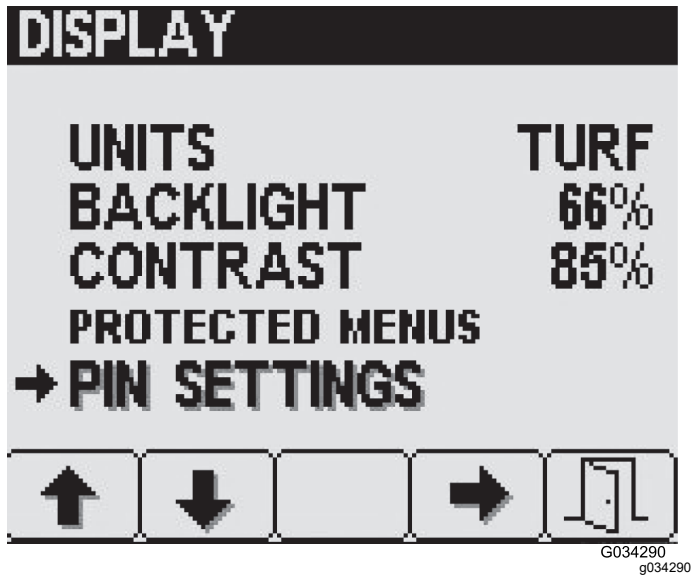 DISPLAY
UNITS TURF
BACKLIGHT 66%
CONTRAST 85%
PROTECTED MENUS
PIN SETTINGS
G034290
g034290